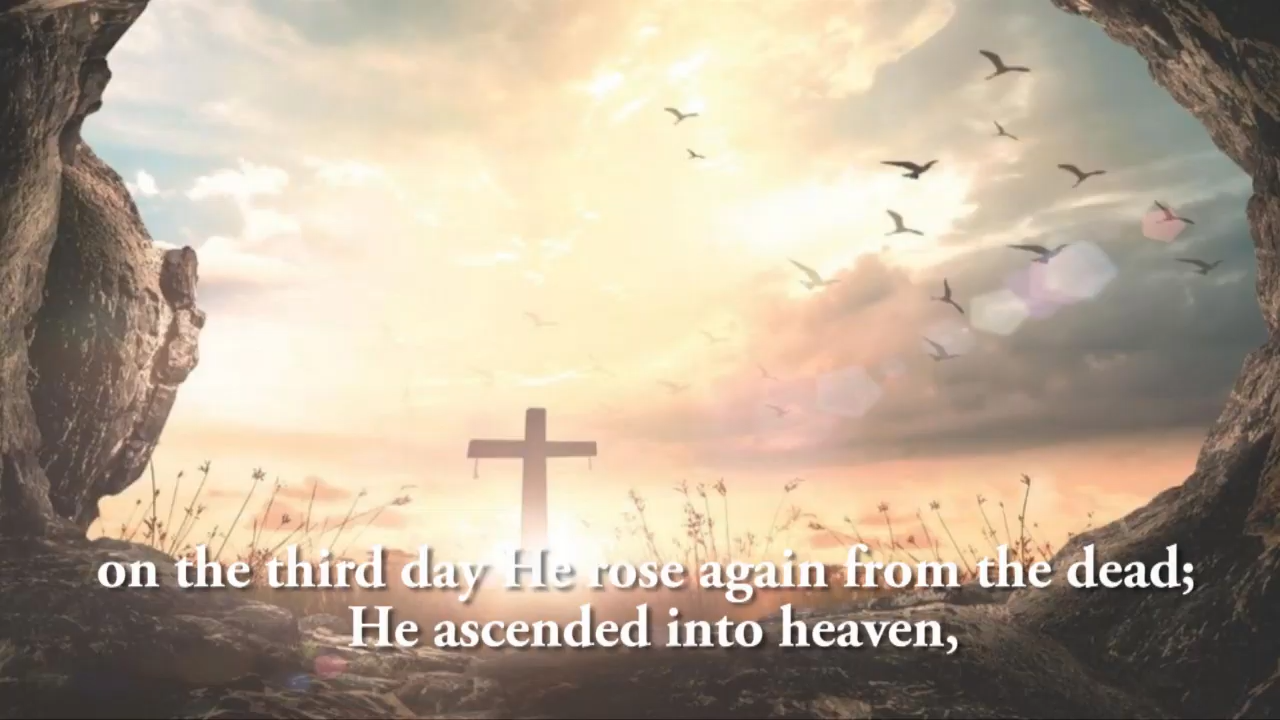 on the third day He rose again from the dead;
He ascended into heaven,